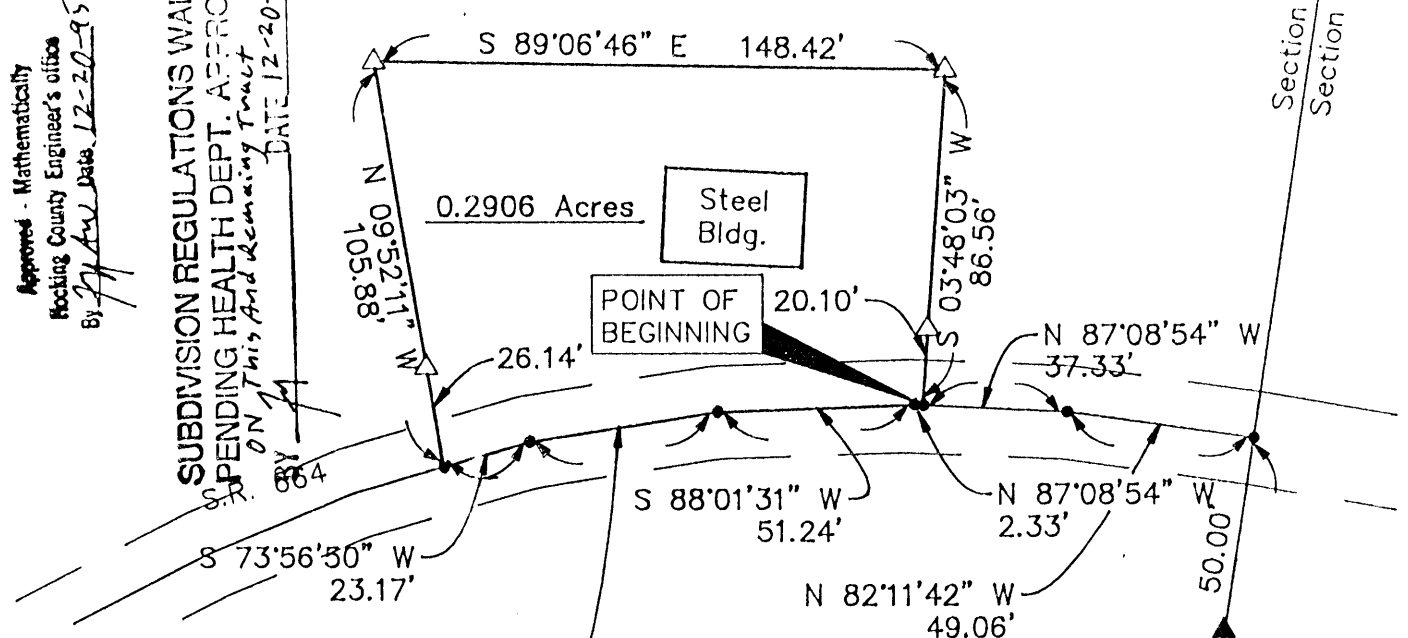 Approved - Mathematically
Hocking County Engineer's office
By Date 12-20-95
SUBDIVISION REGULATIONS
PENDING HEALTH DEPT.
ON This And Remaining Tract
BY DATE 12-20-
S 89°06'46" E 148.42'
Section
Section
N 09°52'11" W
105.88'
0.2906 Acres
Steel
Bldg.
S 03°48'03" W
86.56'
POINT OF
BEGINNING
20.10'
26.14'
N 87°08'54" W
37.33'
S.R. 664
S 88°01'31" W
51.24'
N 87°08'54" W
2.33'
S 73°56'50" W
23.17'
N 82°11'42" W
49.06'
50.00'